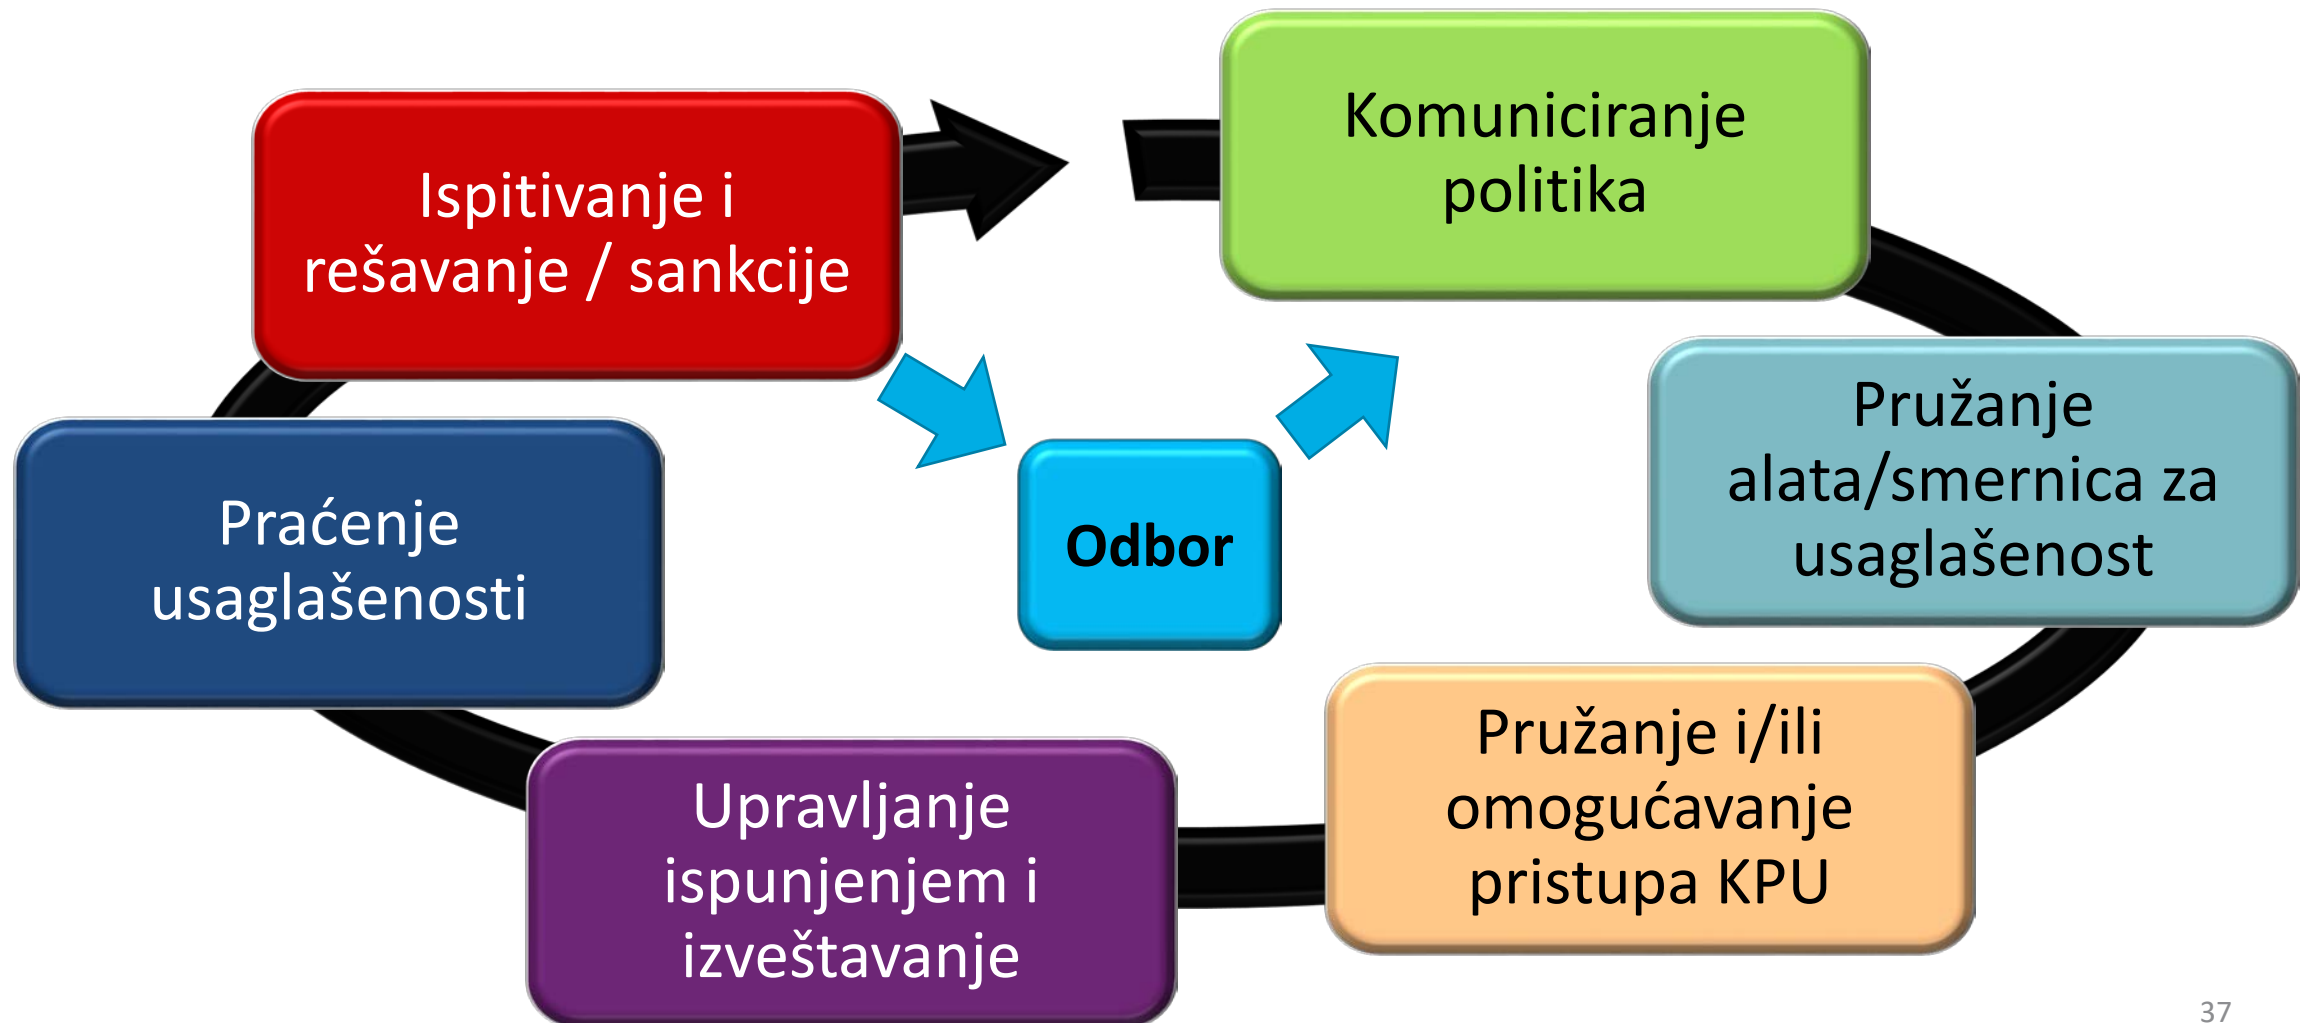 Komuniciranje
politika
Pružanje
alata/smernica za
usaglašenost
Pružanje i/ili
omogućavanje
pristupa KPU
Upravljanje
ispunjenjem i
izveštavanje
Praćenje
usaglašenosti
Ispitivanje i
rešavanje / sankcije
Odbor
37